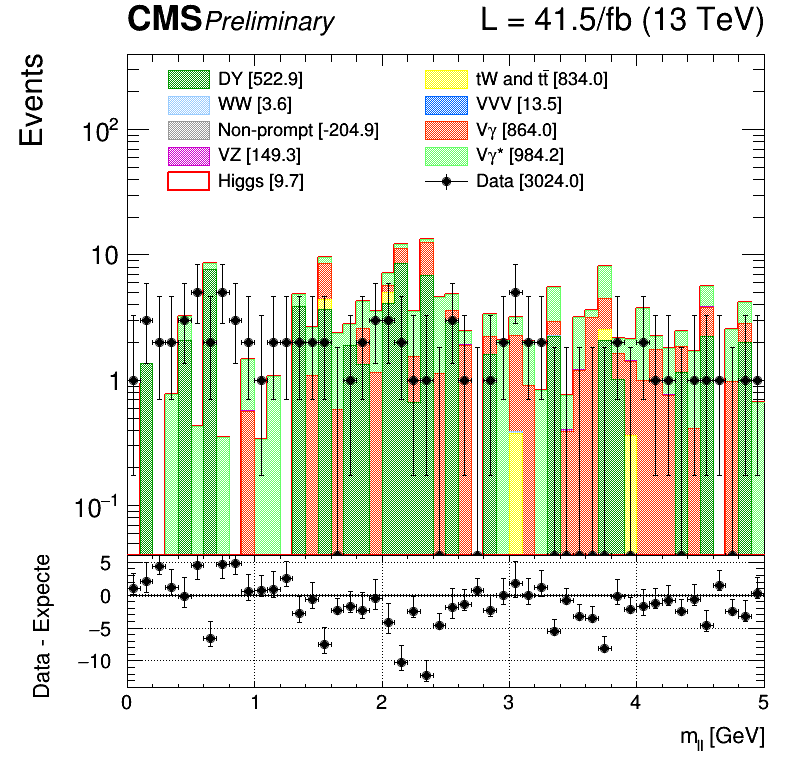 CMS Preliminary L = 41.5/fb (13 TeV)
Events
DY [522.9] tW and tt̄ [834.0]
WW [3.6] VVV [13.5]
Non-prompt [-204.9] Vγ [864.0]
VZ [149.3] Vγ* [984.2]
Higgs [9.7] Data [3024.0]
10²
10
1
10⁻¹
Data - Expecte
5
0
−5
−10
0 1 2 3 4 5
m_ll [GeV]